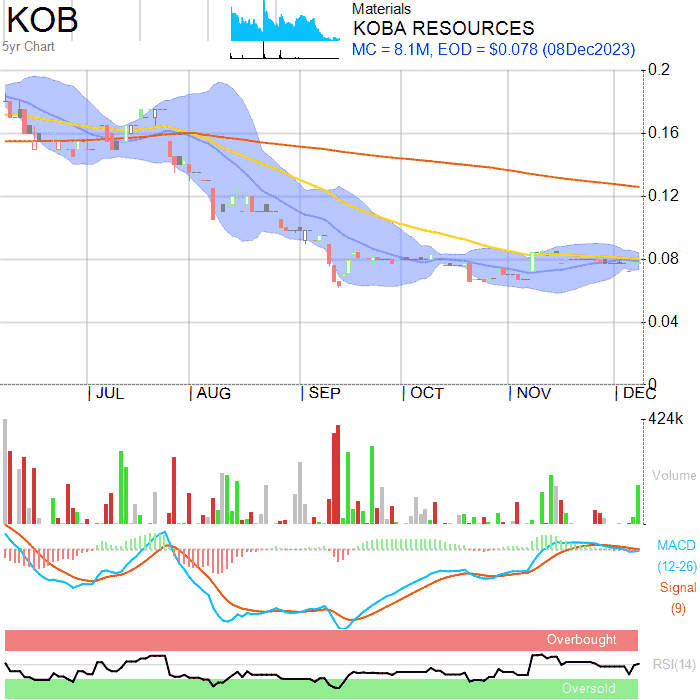 KOB
5yr Chart
Materials
KOBA RESOURCES
MC = 8.1M, EOD = $0.078 (08Dec2023)
0.2
0.16
0.12
0.08
0.04
0
JUL AUG SEP OCT NOV DEC
424k
Volume
MACD
(12-26)
Signal
(9)
Overbought
RSI(14)
Oversold